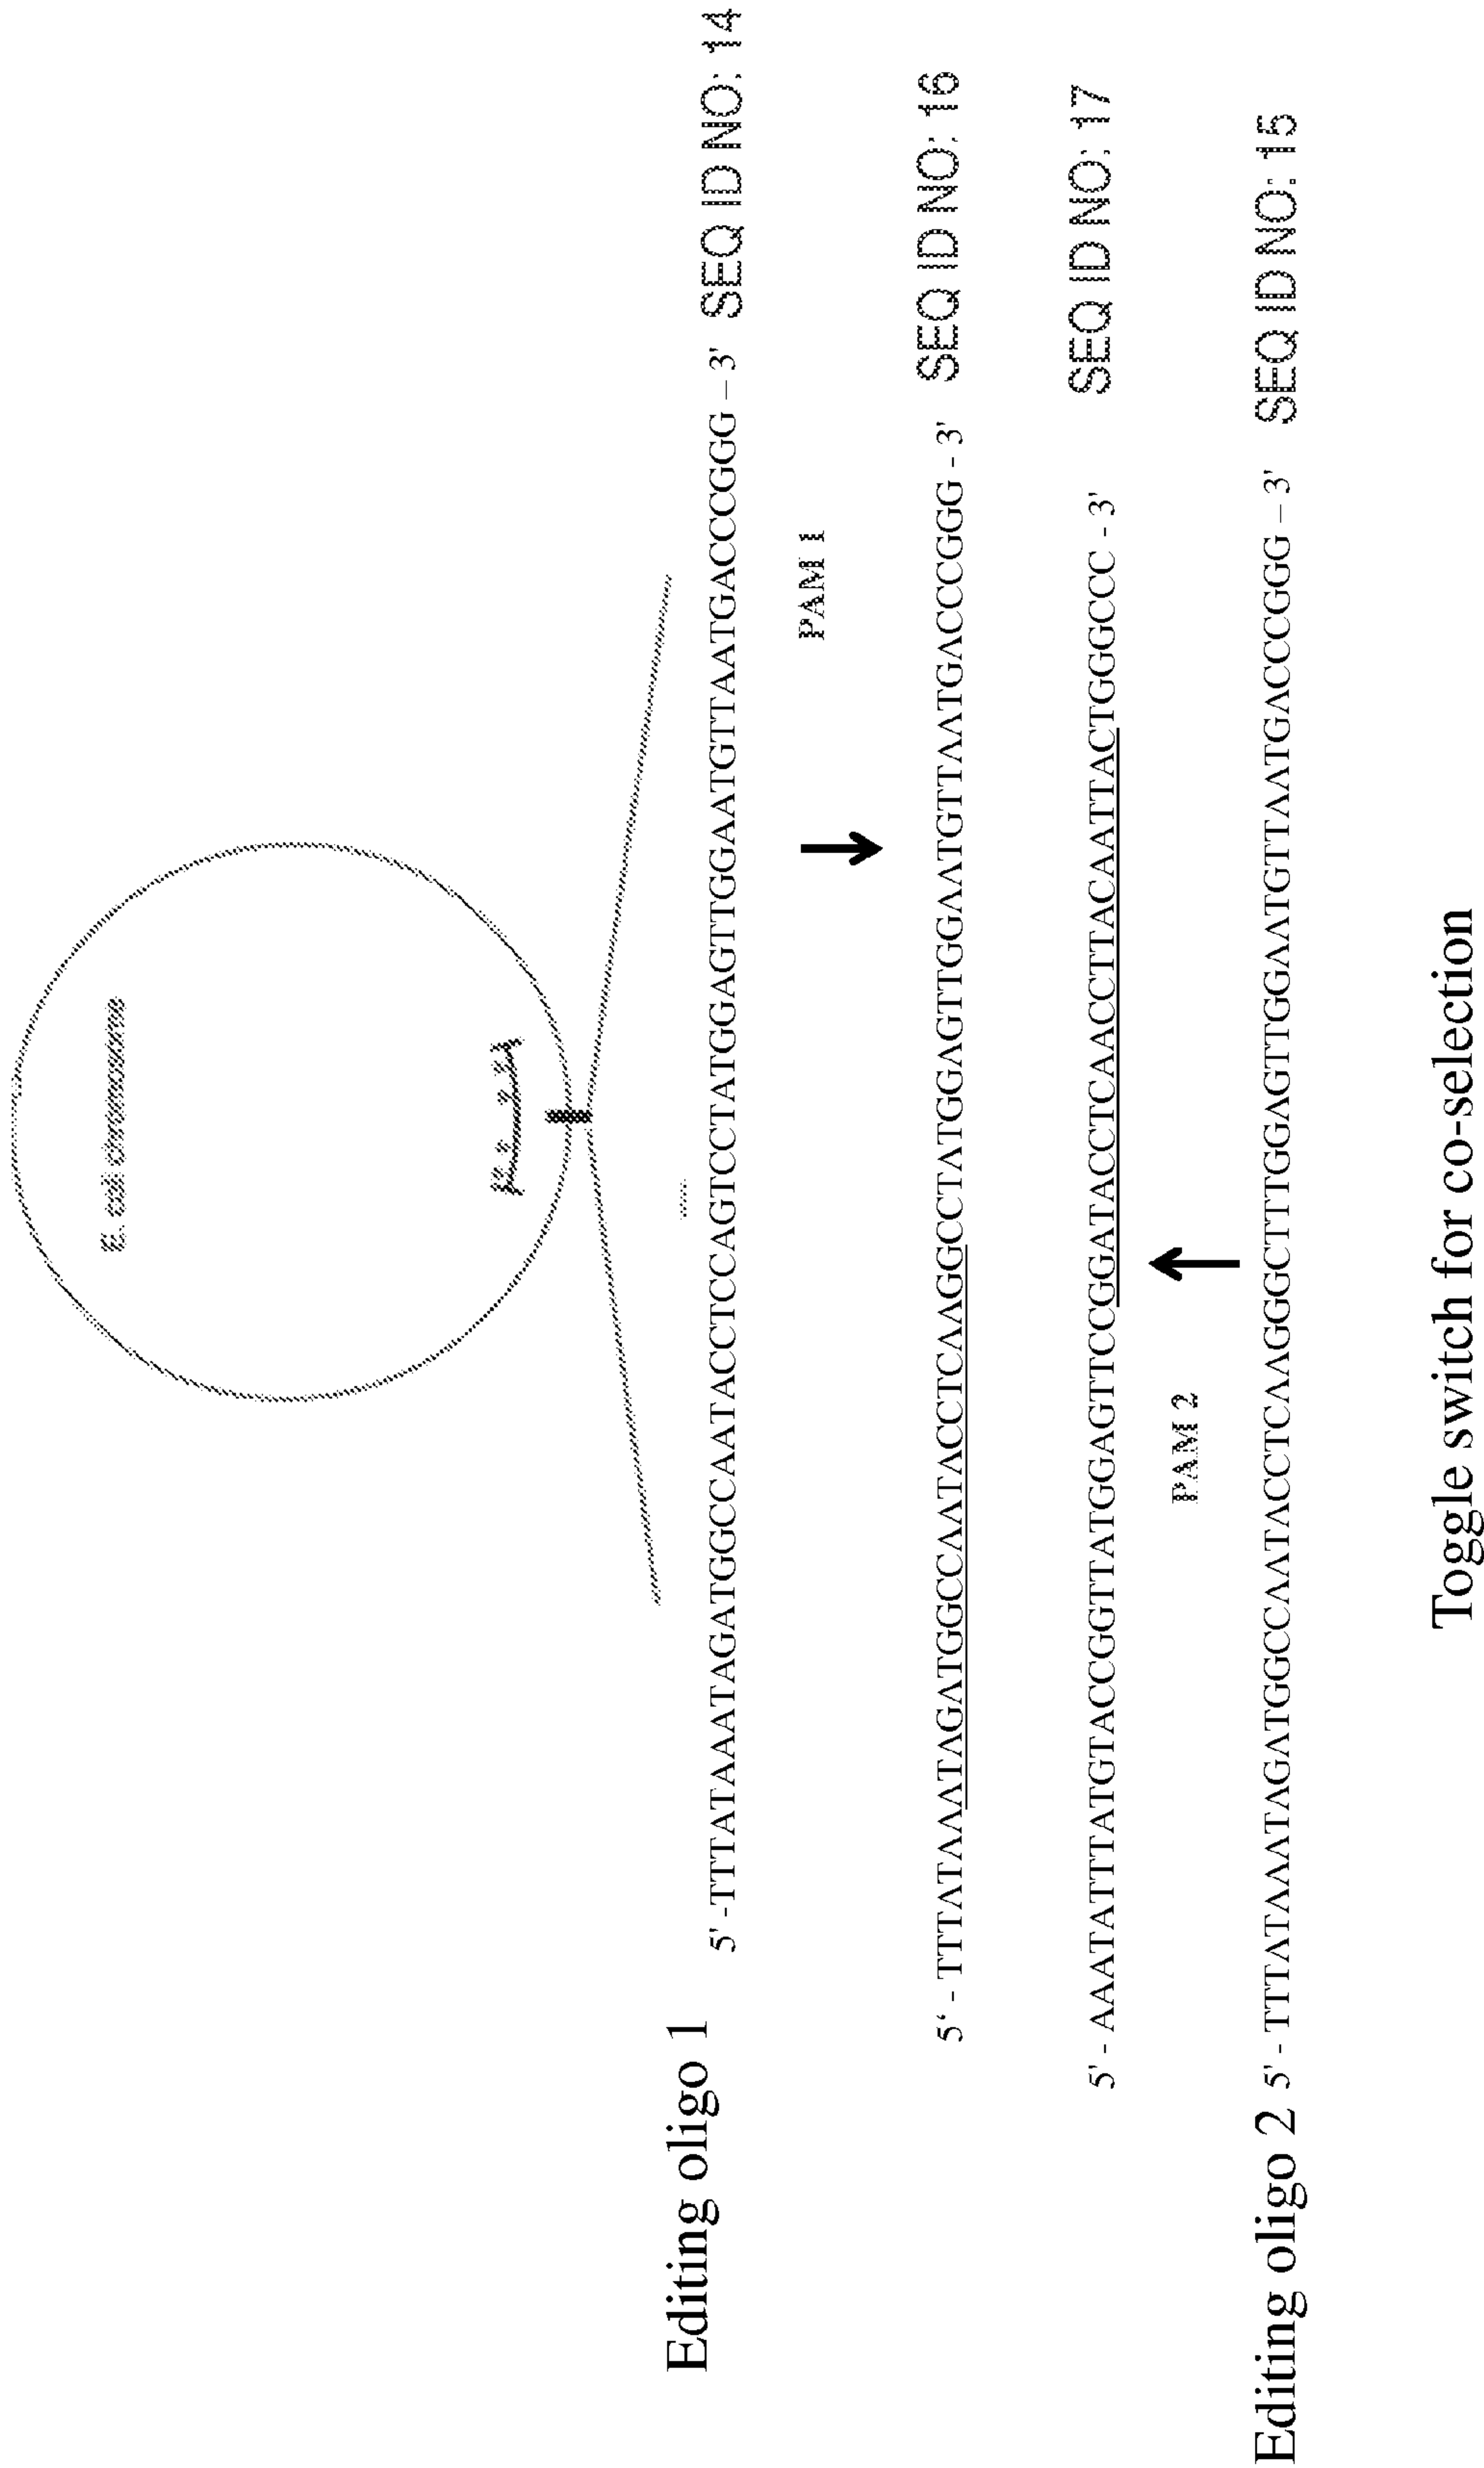 E. coli chromosome
Editing oligo 1
5' -TTTATAAATAGATGGCCAATACCTCCAGTCCTATGGAGTTGGAATGTTAATGACCCGGG – 3' SEQ ID NO: 14
PAM 1
5‘ - TTTATAAATAGATGGCCAATACCTCAAGGCCTATGGAGTTGGAATGTTAATGACCCGGG - 3' SEQ ID NO: 16
5' - AAATATTTATGTACCGGTTATGGAGTTCCGGATACCTCAACCTTACAATTACTGGGCCC - 3' SEQ ID NO: 17
PAM 2
Editing oligo 2 5' - TTTATAAATAGATGGCCAATACCTCAAGGGCTTTGGAGTTGGAATGTTAATGACCCGGG – 3' SEQ ID NO: 15
Toggle switch for co-selection